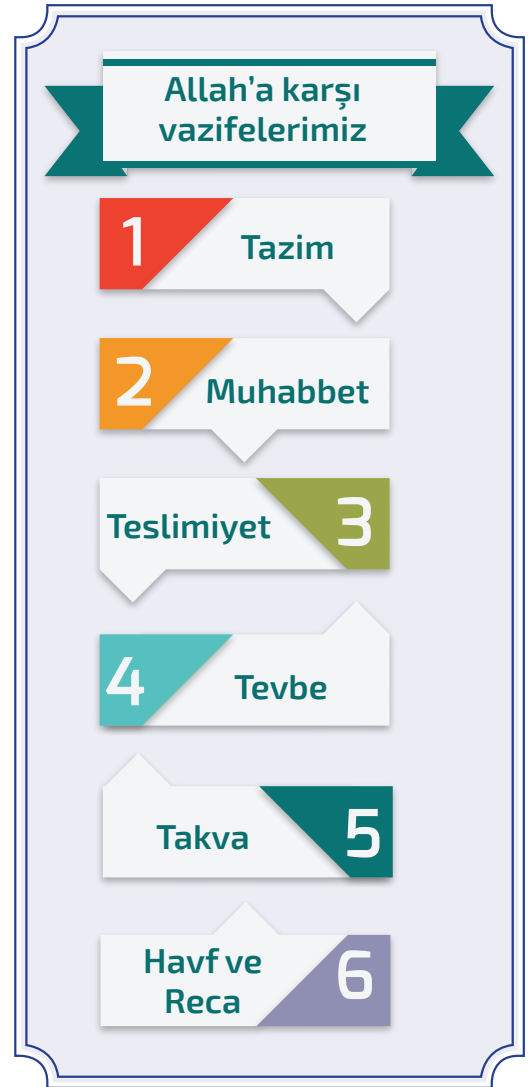 Allah’a karşı
vazifelerimiz
1 Tazim
2 Muhabbet
Teslimiyet 3
4 Tevbe
Takva 5
Havf ve
Reca 6